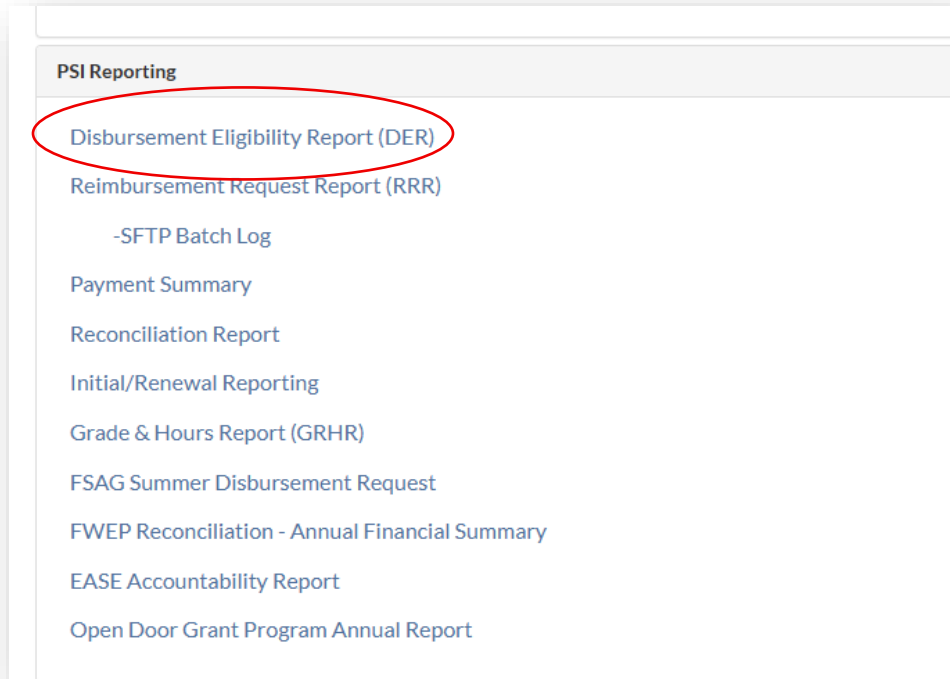 PSI Reporting
Disbursement Eligibility Report (DER)
Reimbursement Request Report (RRR)
-SFTP Batch Log
Payment Summary
Reconciliation Report
Initial/Renewal Reporting
Grade & Hours Report (GRHR)
FSAG Summer Disbursement Request
FWEP Reconciliation - Annual Financial Summary
EASE Accountability Report
Open Door Grant Program Annual Report